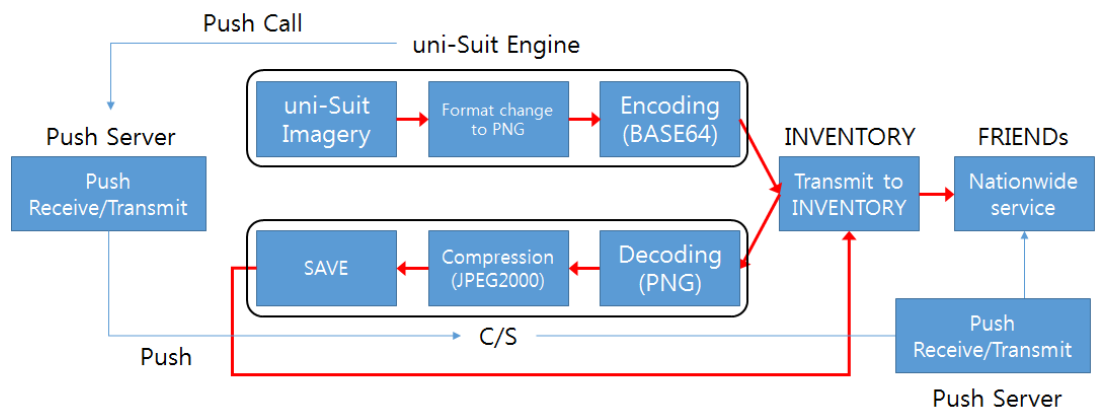 Push Call
uni-Suit Engine
uni-Suit
Imagery
Format change
to PNG
Encoding
(BASE64)
Push Server
Push
Receive/Transmit
INVENTORY
Transmit to
INVENTORY
FRIENDs
Nationwide
service
SAVE
Compression
(JPEG2000)
Decoding
(PNG)
Push
C/S
Push
Receive/Transmit
Push Server